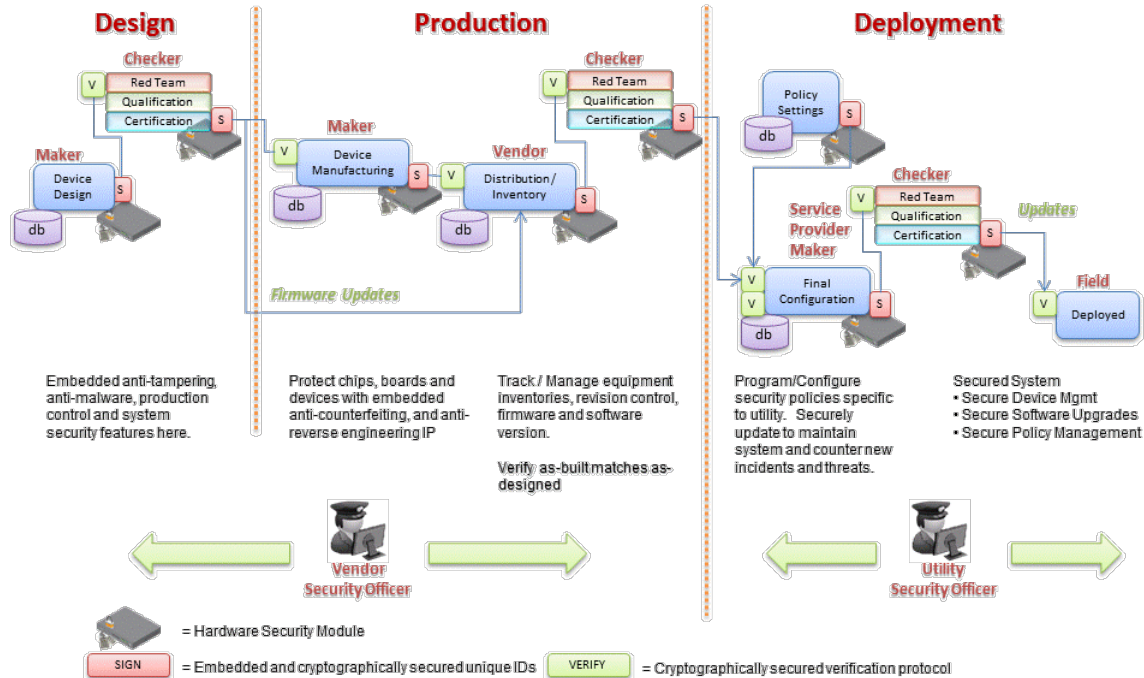 Design
Production
Deployment
Checker
V
Red Team
Qualification
Certification
S
Maker
Device
Design
S
db
Maker
V
Device
Manufacturing
S
db
Vendor
V
Distribution/
Inventory
S
db
Checker
V
Red Team
Qualification
Certification
S
Firmware Updates
Policy
Settings
S
db
Checker
V
Red Team
Qualification
Certification
S
Updates
Service
Provider
Maker
V
V
Final
Configuration
S
db
Field
V
Deployed
Embedded anti-tampering,
anti-malware, production
control and system
security features here.
Protect chips, boards and
devices with embedded
anti-counterfeiting, and anti-
reverse engineering IP
Track / Manage equipment
inventories, revision control,
firmware and software
version.
Verify as-built matches as-
designed
Program/Configure
security policies specific
to utility. Securely
update to maintain
system and counter new
incidents and threats.
Secured System
• Secure Device Mgmt
• Secure Software Upgrades
• Secure Policy Management
Vendor
Security Officer
Utility
Security Officer
= Hardware Security Module
SIGN
= Embedded and cryptographically secured unique IDs
VERIFY
= Cryptographically secured verification protocol